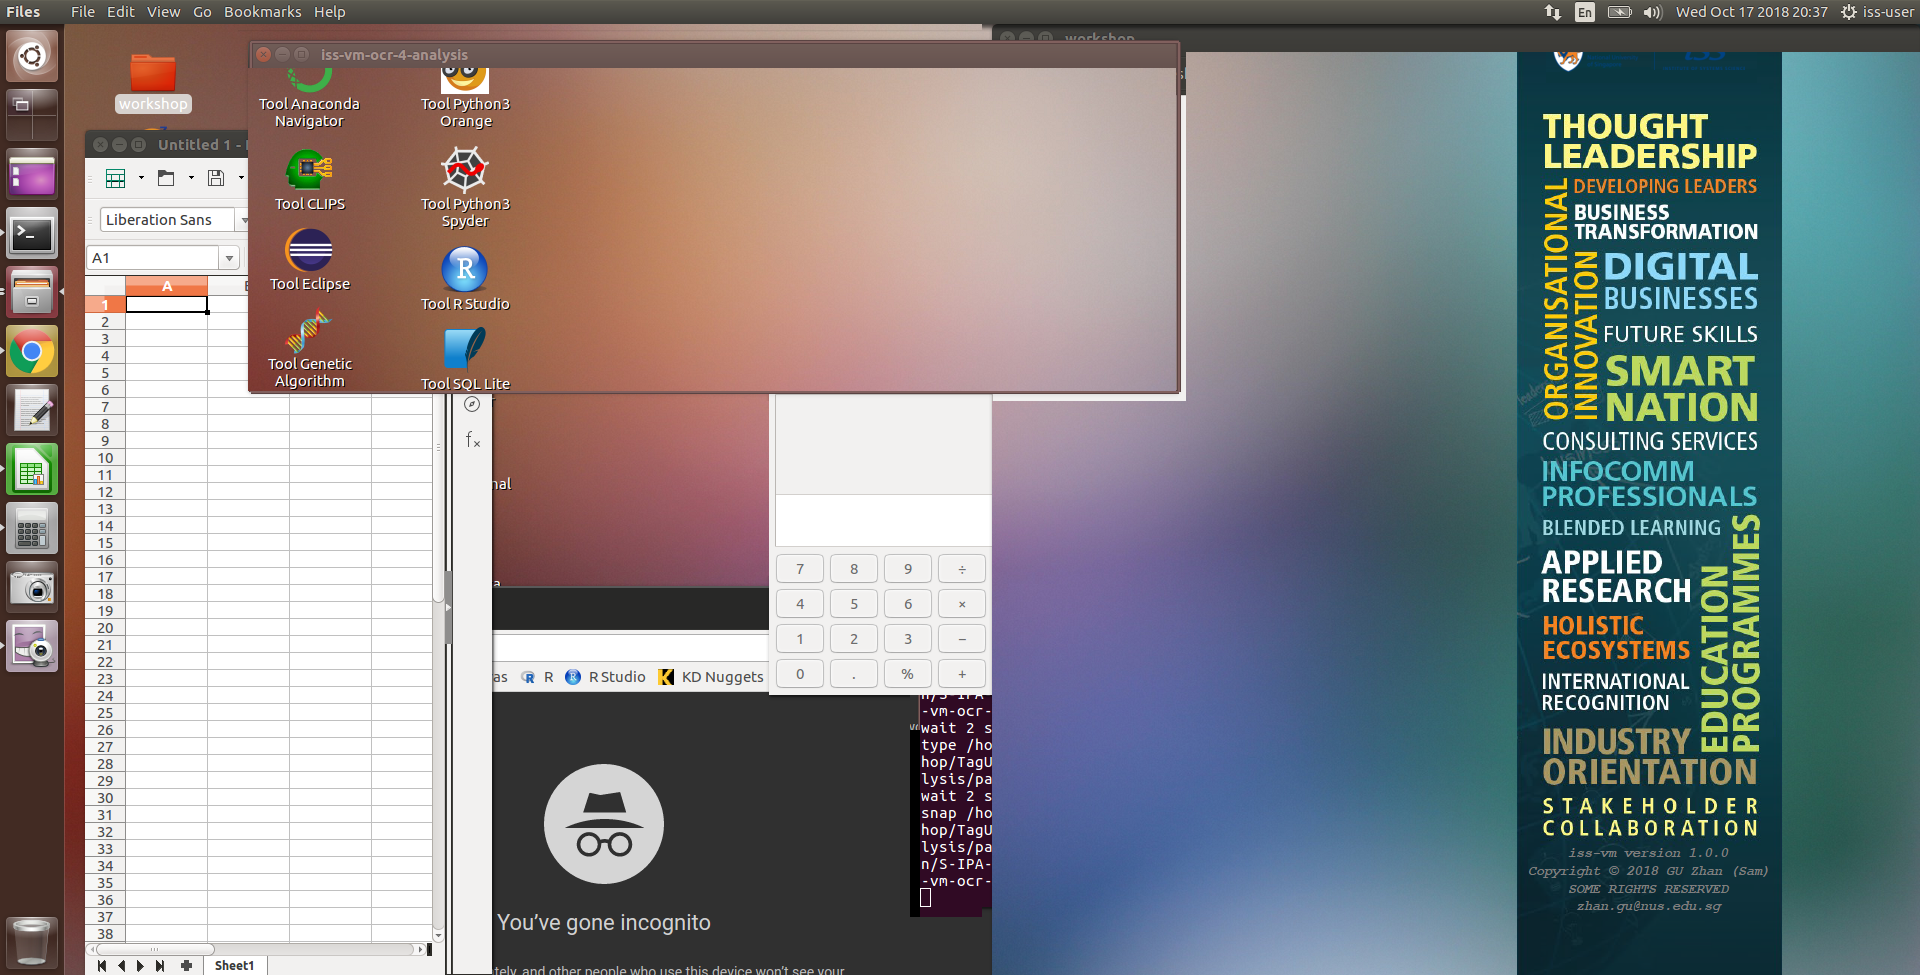 Files File Edit View Go Bookmarks Help En Wed Oct 17 2018 20:37 iss-user
workshop
iss-vm-ocr-4-analysis
workshop
Tool Anaconda
Navigator
Tool CLIPS
Tool Eclipse
Tool Genetic
Algorithm
Tool Python3
Orange
Tool Python3
Spyder
Tool R Studio
Tool SQL Lite
Untitled 1 -
Liberation Sans
A1
A
1
2
3
4
5
6
7
8
9
10
11
12
13
14
15
16
17
18
19
20
21
22
23
24
25
26
27
28
29
30
31
32
33
34
35
36
37
38
Sheet1
nal
a
7 8 9 ÷
4 5 6 ×
1 2 3 −
0 . % +
as R R Studio KD Nuggets
You've gone incognito
tely, and other people who use this device won't see your
n/S-IPA-
-vm-ocr-
wait 2 s
type /ho
hop/TagU
lysis/pa
wait 2 s
snap /ho
hop/TagU
lysis/pa
n/S-IPA-
-vm-ocr-
THOUGHT
LEADERSHIP
ORGANISATIONAL
INNOVATION
DEVELOPING LEADERS
BUSINESS
TRANSFORMATION
DIGITAL
BUSINESSES
FUTURE SKILLS
SMART
NATION
CONSULTING SERVICES
INFOCOMM
PROFESSIONALS
BLENDED LEARNING
APPLIED
RESEARCH
HOLISTIC
ECOSYSTEMS
INTERNATIONAL
RECOGNITION
EDUCATION
PROGRAMMES
INDUSTRY
ORIENTATION
STAKEHOLDER
COLLABORATION
iss-vm version 1.0.0
Copyright © 2018 GU Zhan (Sam)
SOME RIGHTS RESERVED
zhan.gu@nus.edu.sg